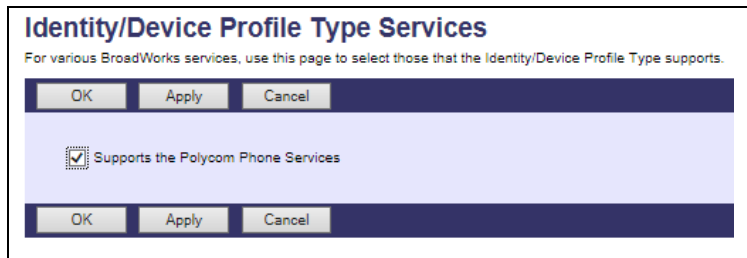 Identity/Device Profile Type Services
For various BroadWorks services, use this page to select those that the Identity/Device Profile Type supports.
OK Apply Cancel
Supports the Polycom Phone Services
OK Apply Cancel